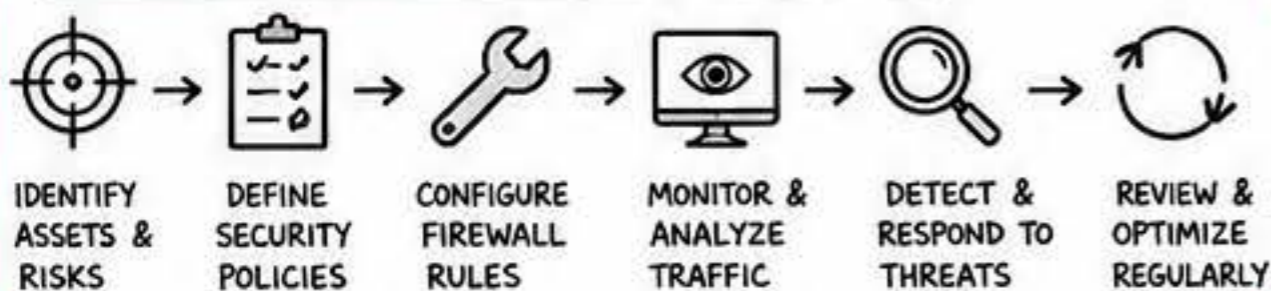 IDENTIFY
ASSETS &
RISKS
DEFINE
SECURITY
POLICIES
CONFIGURE
FIREWALL
RULES
MONITOR &
ANALYZE
TRAFFIC
DETECT &
RESPOND TO
THREATS
REVIEW &
OPTIMIZE
REGULARLY